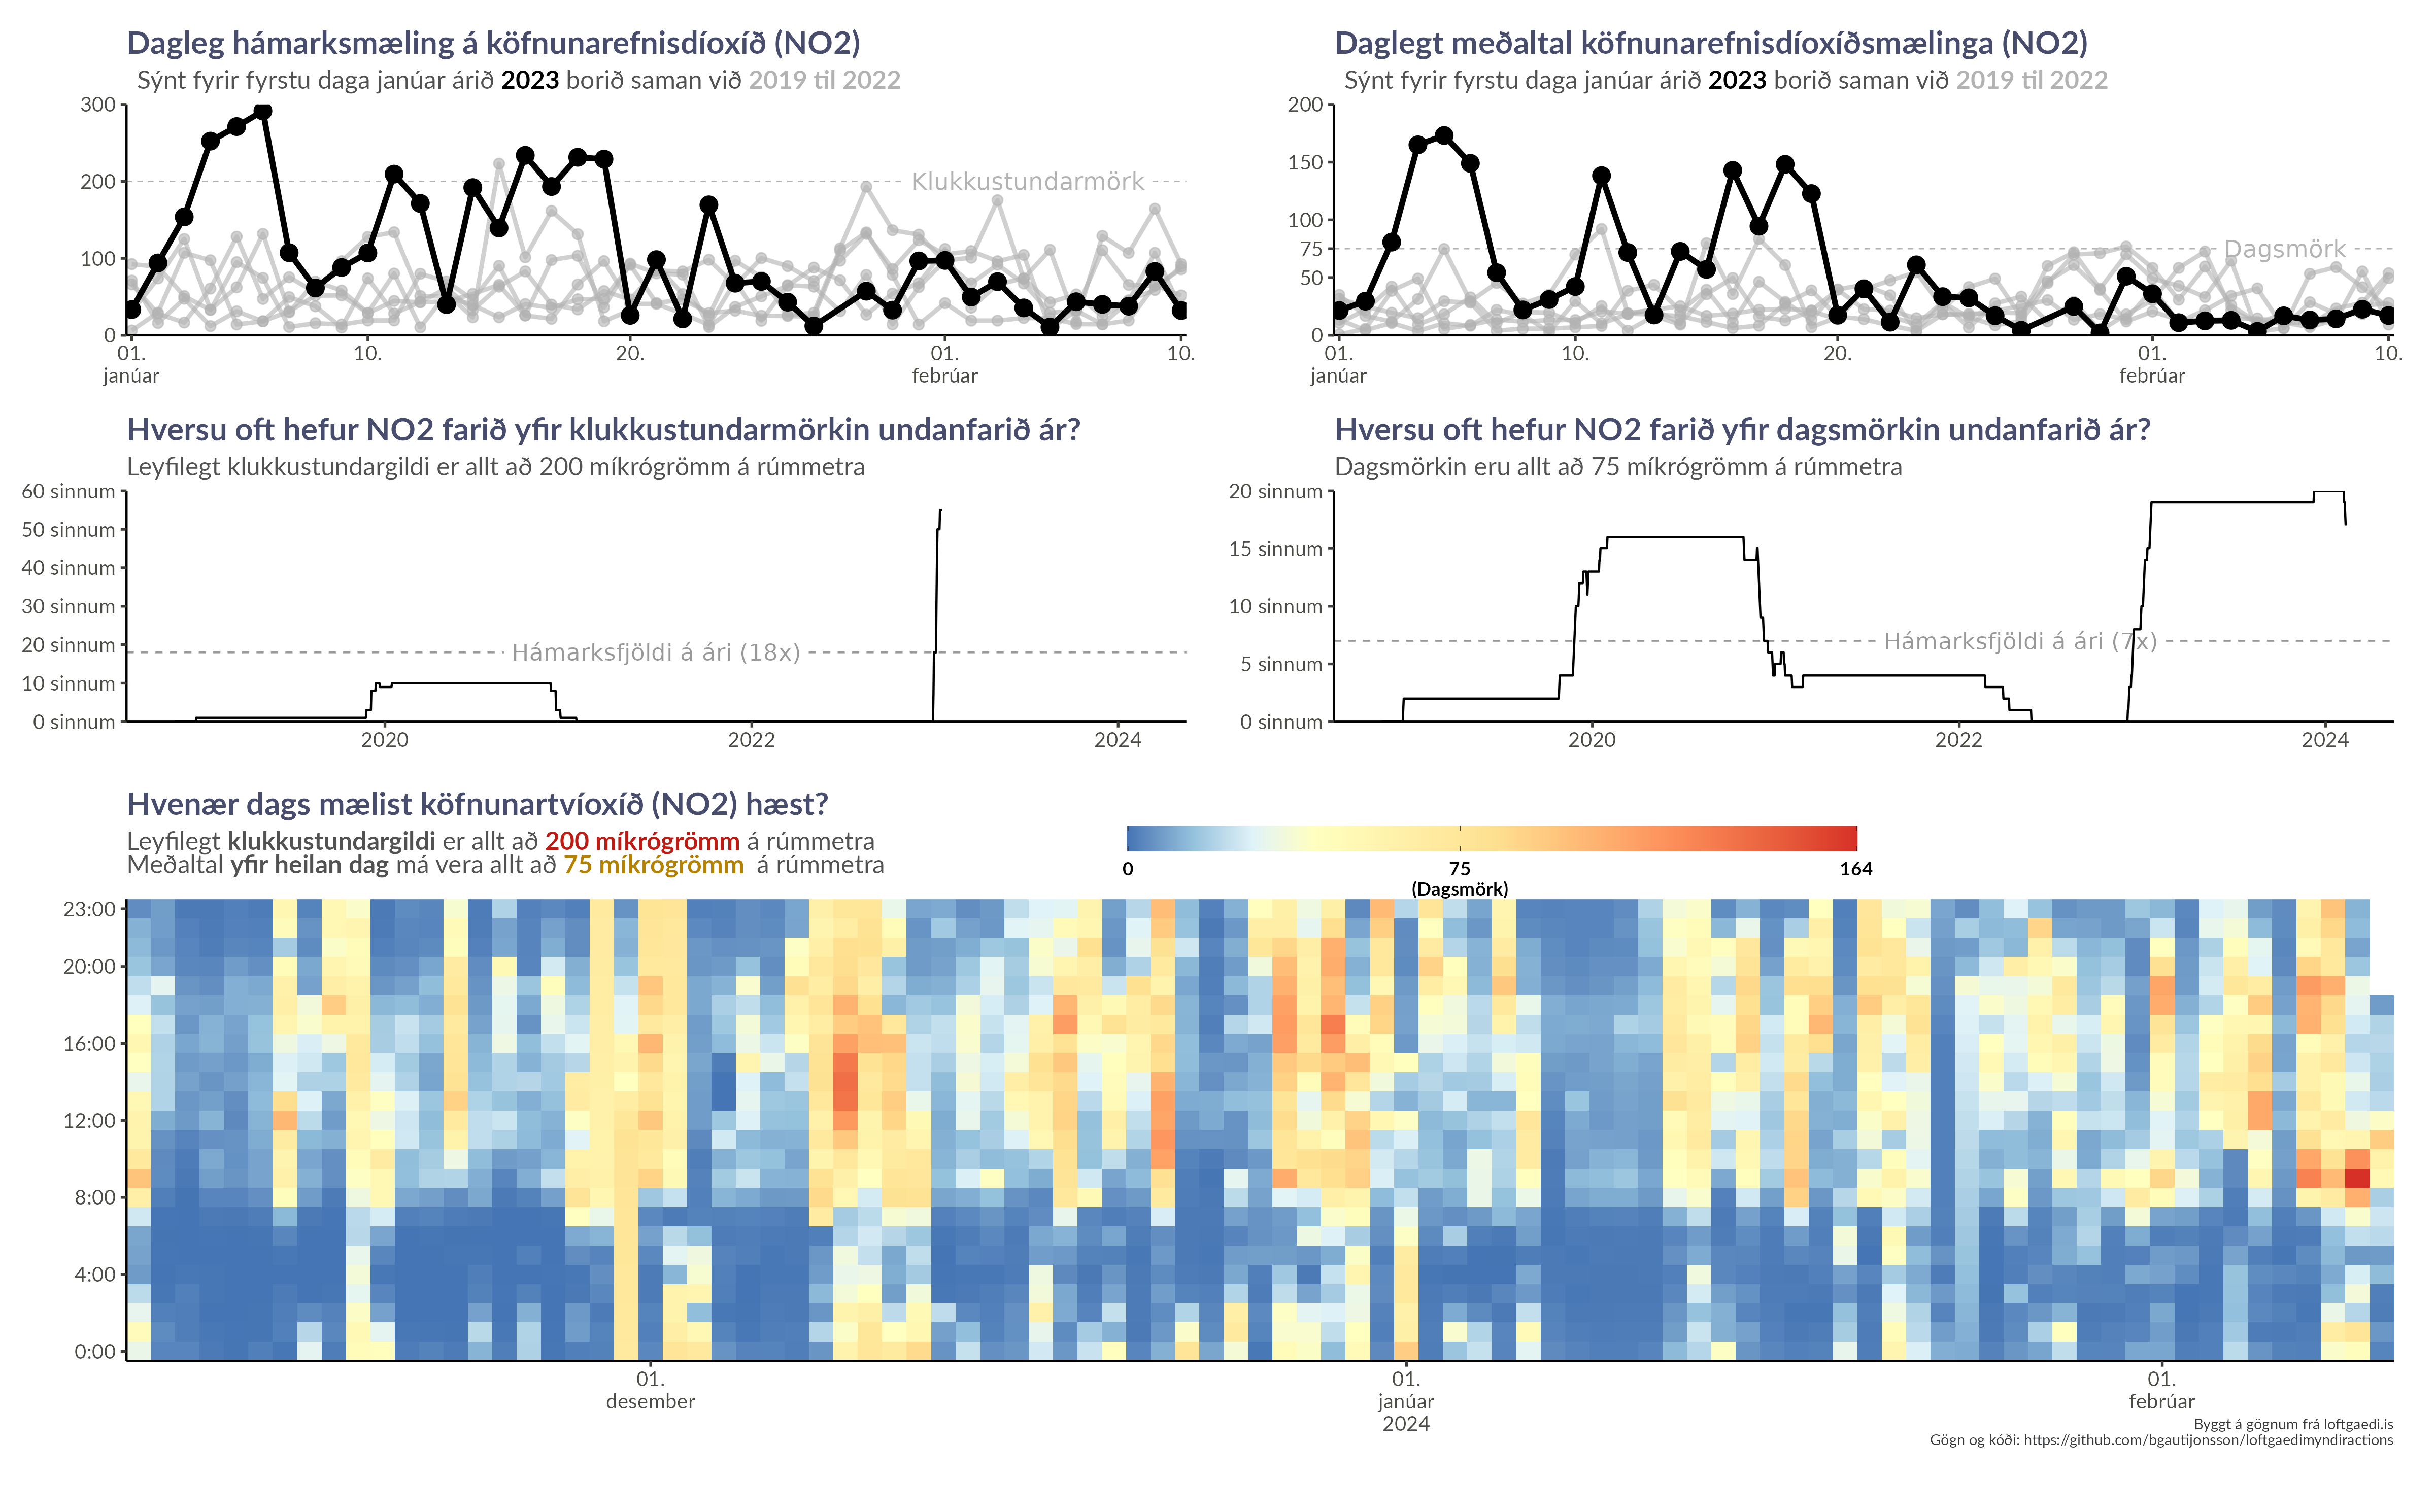 Dagleg hámarksmæling á köfnunarefnisdíoxíð (NO2)
Sýnt fyrir fyrstu daga janúar árið 2023 borið saman við 2019 til 2022
300
200
100
0
Klukkustundarmörk
01.
janúar
10.
20.
01.
febrúar
10.
Daglegt meðaltal köfnunarefnisdíoxíðsmælinga (NO2)
Sýnt fyrir fyrstu daga janúar árið 2023 borið saman við 2019 til 2022
200
150
100
75
50
0
Dagsmörk
01.
janúar
10.
20.
01.
febrúar
10.
Hversu oft hefur NO2 farið yfir klukkustundarmörkin undanfarið ár?
Leyfilegt klukkustundargildi er allt að 200 míkrógrömm á rúmmetra
60 sinnum
50 sinnum
40 sinnum
30 sinnum
20 sinnum
10 sinnum
0 sinnum
Hámarksfjöldi á ári (18x)
2020
2022
2024
Hversu oft hefur NO2 farið yfir dagsmörkin undanfarið ár?
Dagsmörkin eru allt að 75 míkrógrömm á rúmmetra
20 sinnum
15 sinnum
10 sinnum
5 sinnum
0 sinnum
Hámarksfjöldi á ári (7x)
2020
2022
2024
Hvenær dags mælist köfnunartvíoxíð (NO2) hæst?
Leyfilegt klukkustundargildi er allt að 200 míkrógrömm á rúmmetra
Meðaltal yfir heilan dag má vera allt að 75 míkrógrömm á rúmmetra
0
75
(Dagsmörk)
164
23:00
20:00
16:00
12:00
8:00
4:00
0:00
01.
desember
01.
janúar
2024
01.
febrúar
Byggt á gögnum frá loftgaedi.is
Gögn og kóði: https://github.com/bgautijonsson/loftgaedimyndiractions